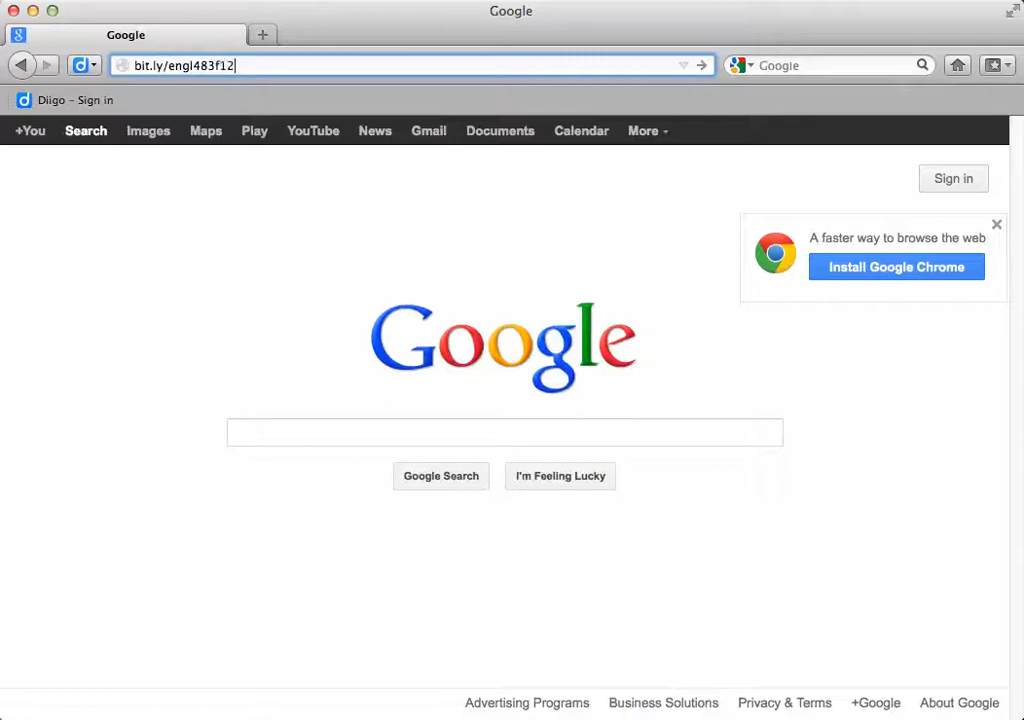 Google
Google
bit.ly/engl483f12
Google
Diigo - Sign in
+You Search Images Maps Play YouTube News Gmail Documents Calendar More
Sign in
A faster way to browse the web
Install Google Chrome
Google
Google Search I'm Feeling Lucky
Advertising Programs Business Solutions Privacy & Terms +Google About Google